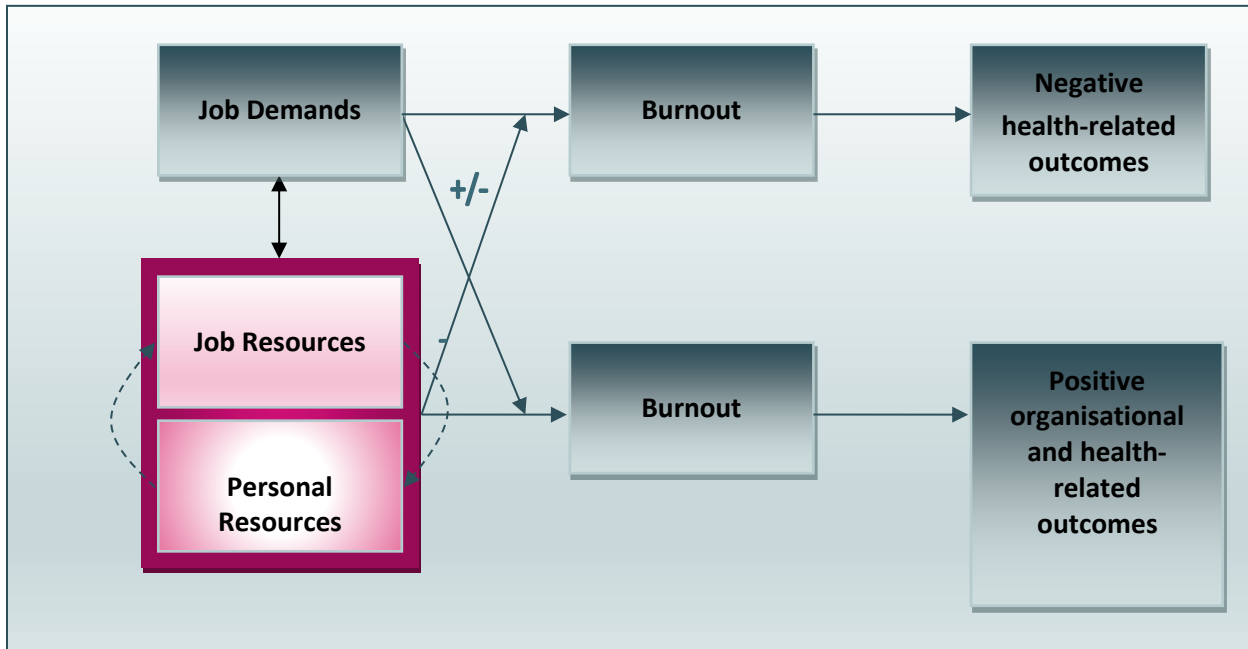 Job Demands
Burnout
Negative
health-related
outcomes
+/-
Job Resources
-
Burnout
Positive
organisational
and health-
related
outcomes
Personal
Resources